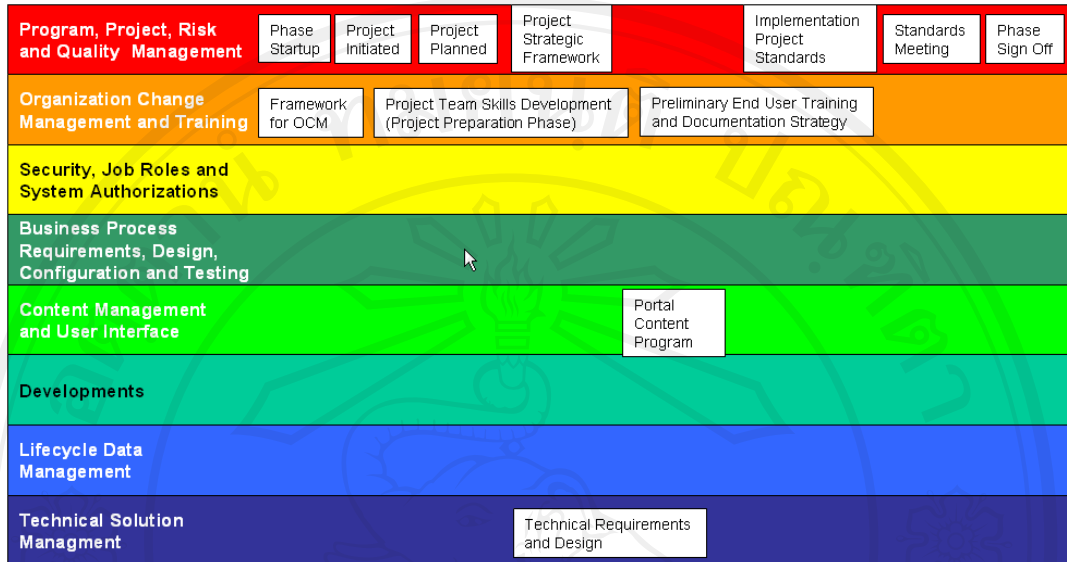 Program, Project, Risk
and Quality Management
Phase
Startup
Project
Initiated
Project
Planned
Project
Strategic
Framework
Implementation
Project
Standards
Standards
Meeting
Phase
Sign Off
Organization Change
Management and Training
Framework
for OCM
Project Team Skills Development
(Project Preparation Phase)
Preliminary End User Training
and Documentation Strategy
Security, Job Roles and
System Authorizations
Business Process
Requirements, Design,
Configuration and Testing
Content Management
and User Interface
Portal
Content
Program
Developments
Lifecycle Data
Management
Technical Solution
Managment
Technical Requirements
and Design